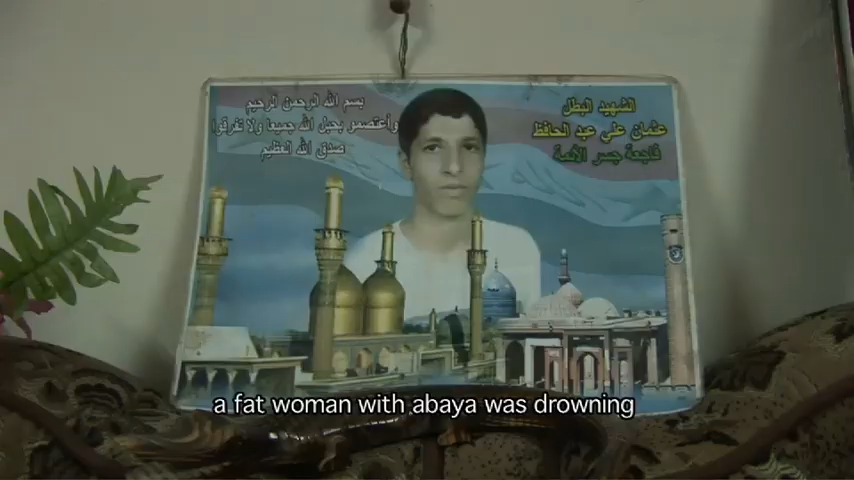 بسم الله الرحمن الرحيم
وأعتصمو بحبل الله جميعا ولا تفرقوا
صدق الله العظيم
الشهيد البطل
عثمان علي عبد الحافظ
فاجعة جسر الأئمة
a fat woman with abaya was drowning